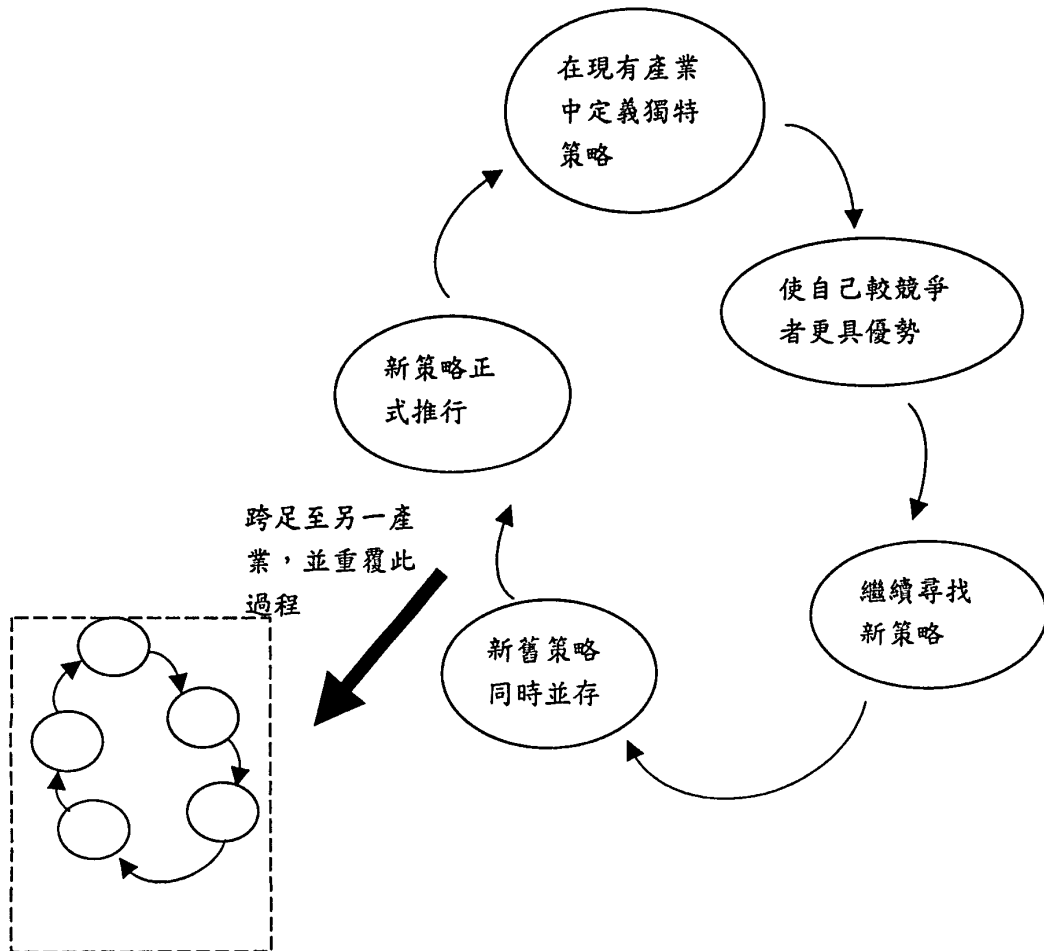 在現有產業
中定義獨特
策略
使自己較競爭
者更具優勢
繼續尋找
新策略
新舊策略
同時並存
新策略正
式推行
跨足至另一產
業，並重覆此
過程